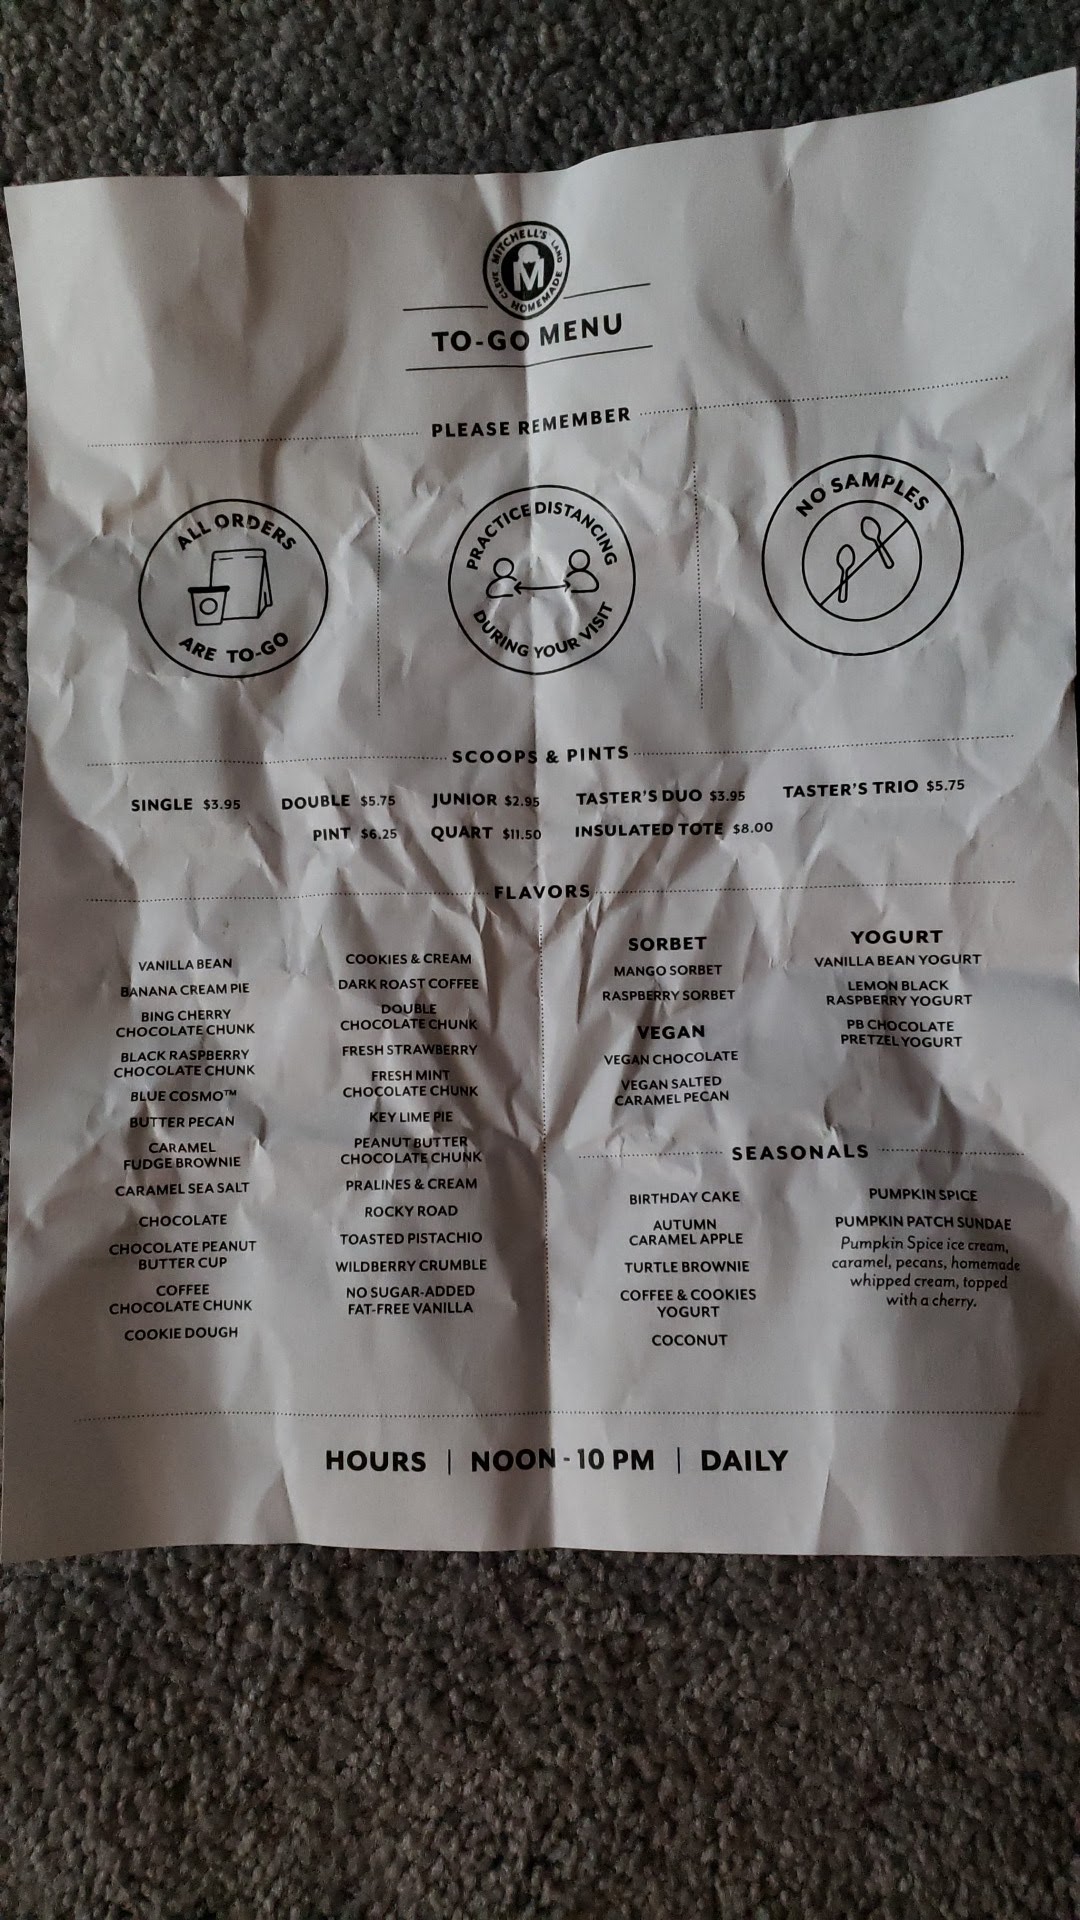 MITCHELL'S
CLEVELAND
HOMEMADE
M
TO-GO MENU
PLEASE REMEMBER
ALL ORDERS
ARE TO-GO
PRACTICE DISTANCING
DURING YOUR VISIT
NO SAMPLES
SCOOPS & PINTS
SINGLE $3.95 DOUBLE $5.75 JUNIOR $2.95 TASTER'S DUO $3.95 TASTER'S TRIO $5.75
PINT $6.25 QUART $11.50 INSULATED TOTE $8.00
FLAVORS
VANILLA BEAN
BANANA CREAM PIE
BING CHERRY
CHOCOLATE CHUNK
BLACK RASPBERRY
CHOCOLATE CHUNK
BLUE COSMO™
BUTTER PECAN
CARAMEL
FUDGE BROWNIE
CARAMEL SEA SALT
CHOCOLATE
CHOCOLATE PEANUT
BUTTER CUP
COFFEE
CHOCOLATE CHUNK
COOKIE DOUGH
COOKIES & CREAM
DARK ROAST COFFEE
DOUBLE
CHOCOLATE CHUNK
FRESH STRAWBERRY
FRESH MINT
CHOCOLATE CHUNK
KEY LIME PIE
PEANUT BUTTER
CHOCOLATE CHUNK
PRALINES & CREAM
ROCKY ROAD
TOASTED PISTACHIO
WILDBERRY CRUMBLE
NO SUGAR-ADDED
FAT-FREE VANILLA
SORBET
MANGO SORBET
RASPBERRY SORBET
VEGAN
VEGAN CHOCOLATE
VEGAN SALTED
CARAMEL PECAN
YOGURT
VANILLA BEAN YOGURT
LEMON BLACK
RASPBERRY YOGURT
PB CHOCOLATE
PRETZEL YOGURT
SEASONALS
BIRTHDAY CAKE
AUTUMN
CARAMEL APPLE
TURTLE BROWNIE
COFFEE & COOKIES
YOGURT
COCONUT
PUMPKIN SPICE
PUMPKIN PATCH SUNDAE
Pumpkin Spice ice cream,
caramel, pecans, homemade
whipped cream, topped
with a cherry.
HOURS | NOON - 10 PM | DAILY